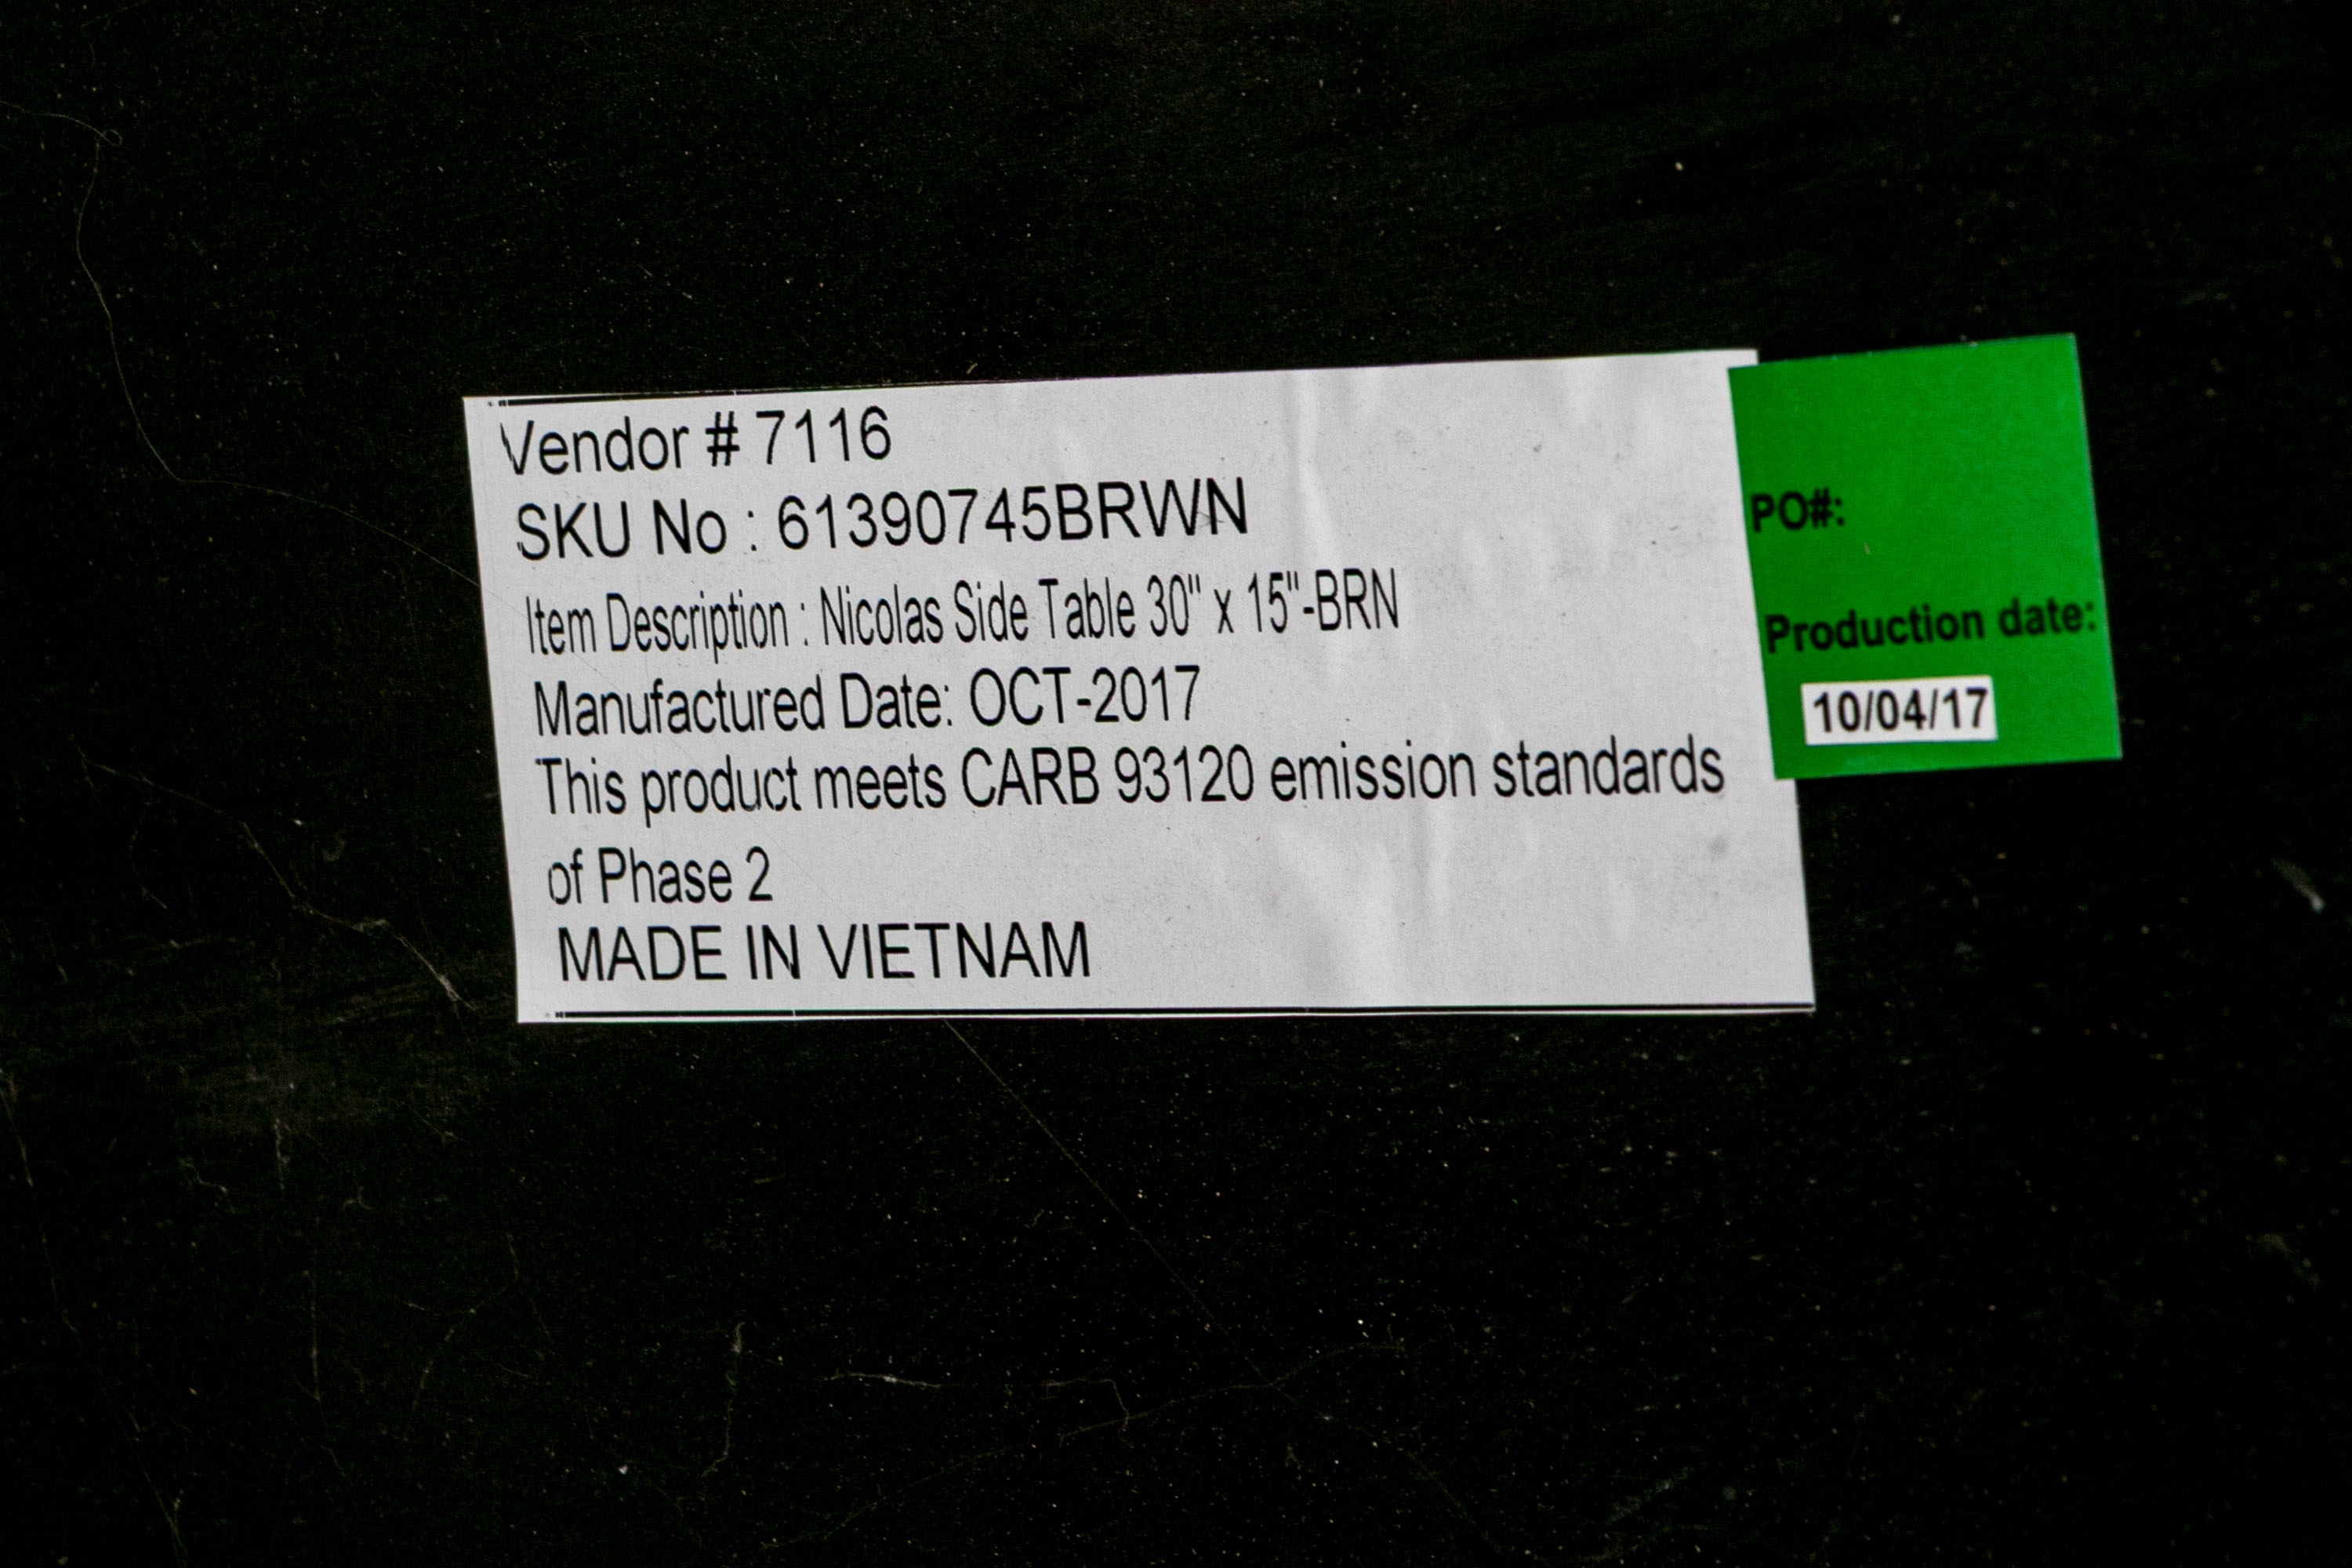 Vendor # 7116
SKU No : 61390745BRWN
Item Description : Nicolas Side Table 30" x 15"-BRN
Manufactured Date: OCT-2017
This product meets CARB 93120 emission standards
of Phase 2
MADE IN VIETNAM
PO#:
Production date:
10/04/17